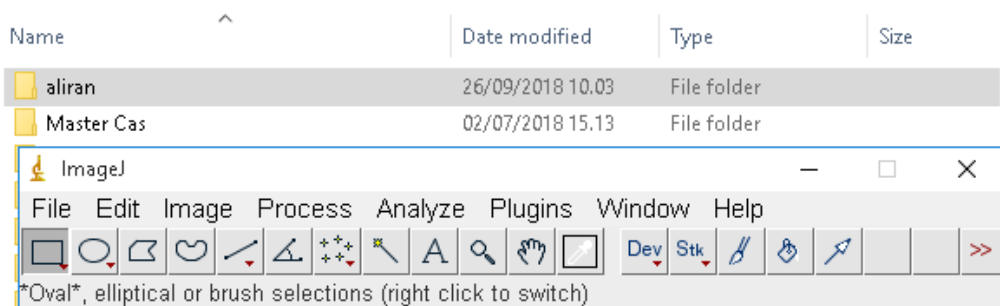 Name Date modified Type Size
aliran 26/09/2018 10.03 File folder
Master Cas 02/07/2018 15.13 File folder
ImageJ
File Edit Image Process Analyze Plugins Window Help
A Dev Stk >>
*Oval*, elliptical or brush selections (right click to switch)